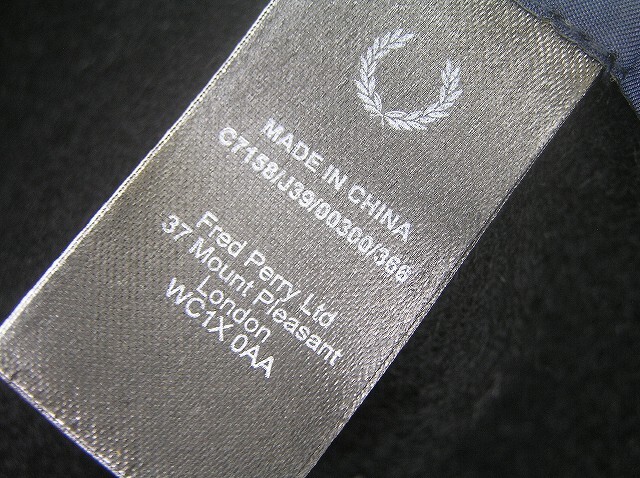 MADE IN CHINA
C7158/J39/00300/366
Fred Perry Ltd
37 Mount Pleasant
London
WC1X 0AA